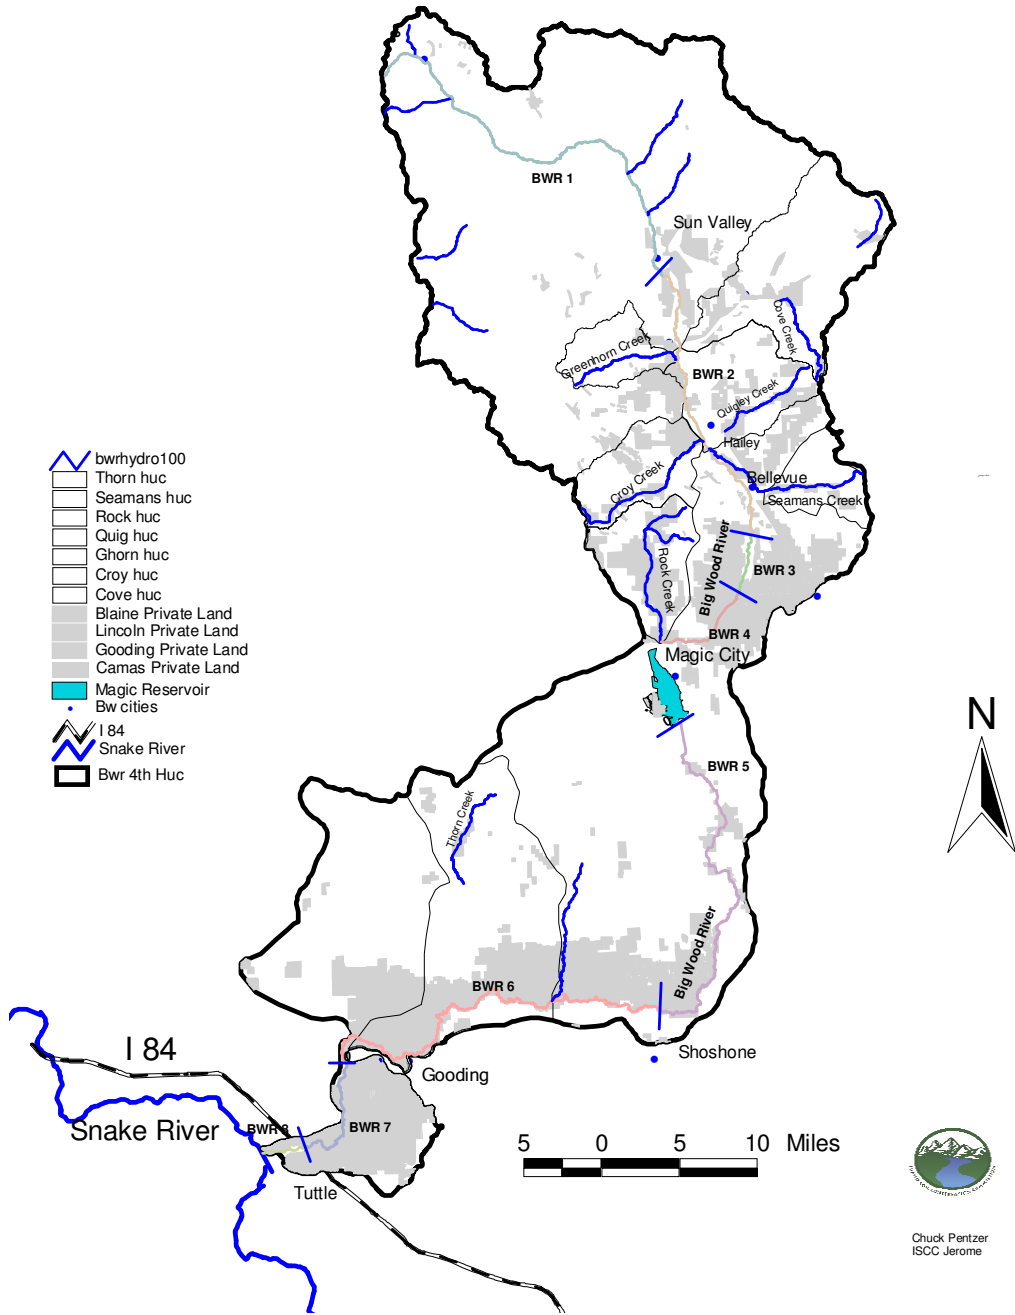 BWR 1
Sun Valley
Cove Creek
Greenhorn Creek
BWR 2
Quigley Creek
Hailey
Croy Creek
Bellevue
Seamans Creek
bwrhydro100
Thorn huc
Seamans huc
Rock huc
Quig huc
Ghorn huc
Croy huc
Cove huc
Blaine Private Land
Lincoln Private Land
Gooding Private Land
Camas Private Land
Magic Reservoir
Bw cities
I 84
Snake River
Bwr 4th Huc
Rock Creek
Big Wood River
BWR 3
BWR 4
Magic City
N
BWR 5
Thorn Creek
Big Wood River
BWR 6
Shoshone
I 84
Gooding
Snake River
BWR 8
BWR 7
Tuttle
5 0 5 10 Miles
Chuck Pentzer
ISCC Jerome